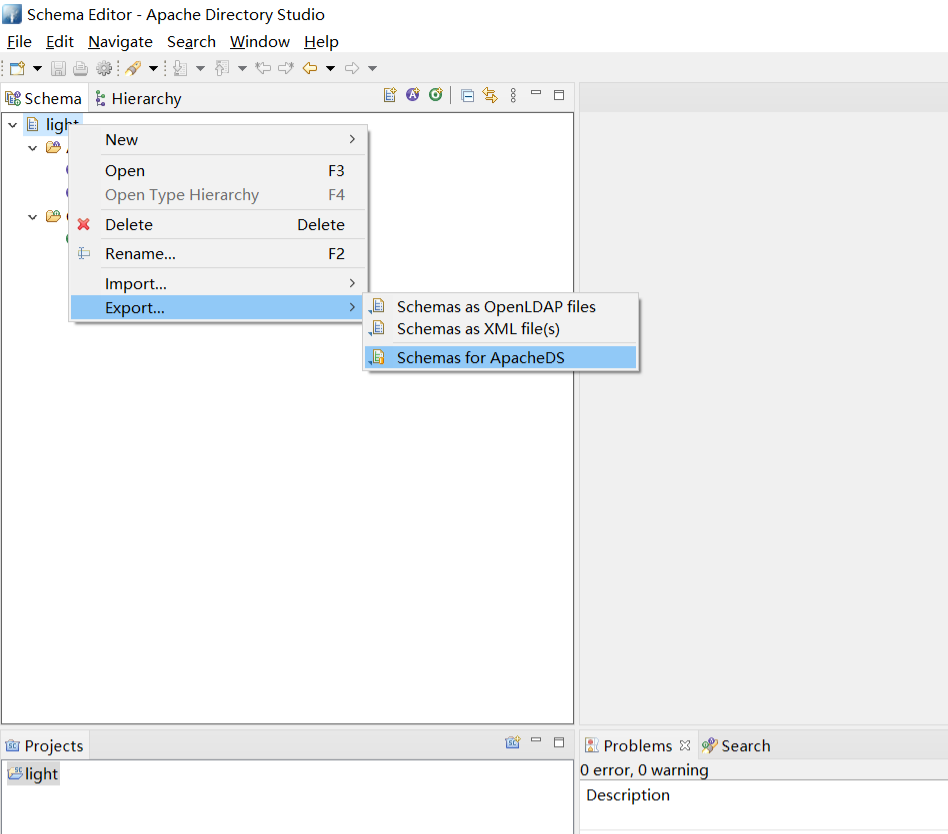 Schema Editor - Apache Directory Studio
File Edit Navigate Search Window Help
Schema Hierarchy
light
New
Open F3
Open Type Hierarchy F4
Delete Delete
Rename... F2
Import...
Export...
Schemas as OpenLDAP files
Schemas as XML file(s)
Schemas for ApacheDS
Projects
light
Problems Search
0 error, 0 warning
Description